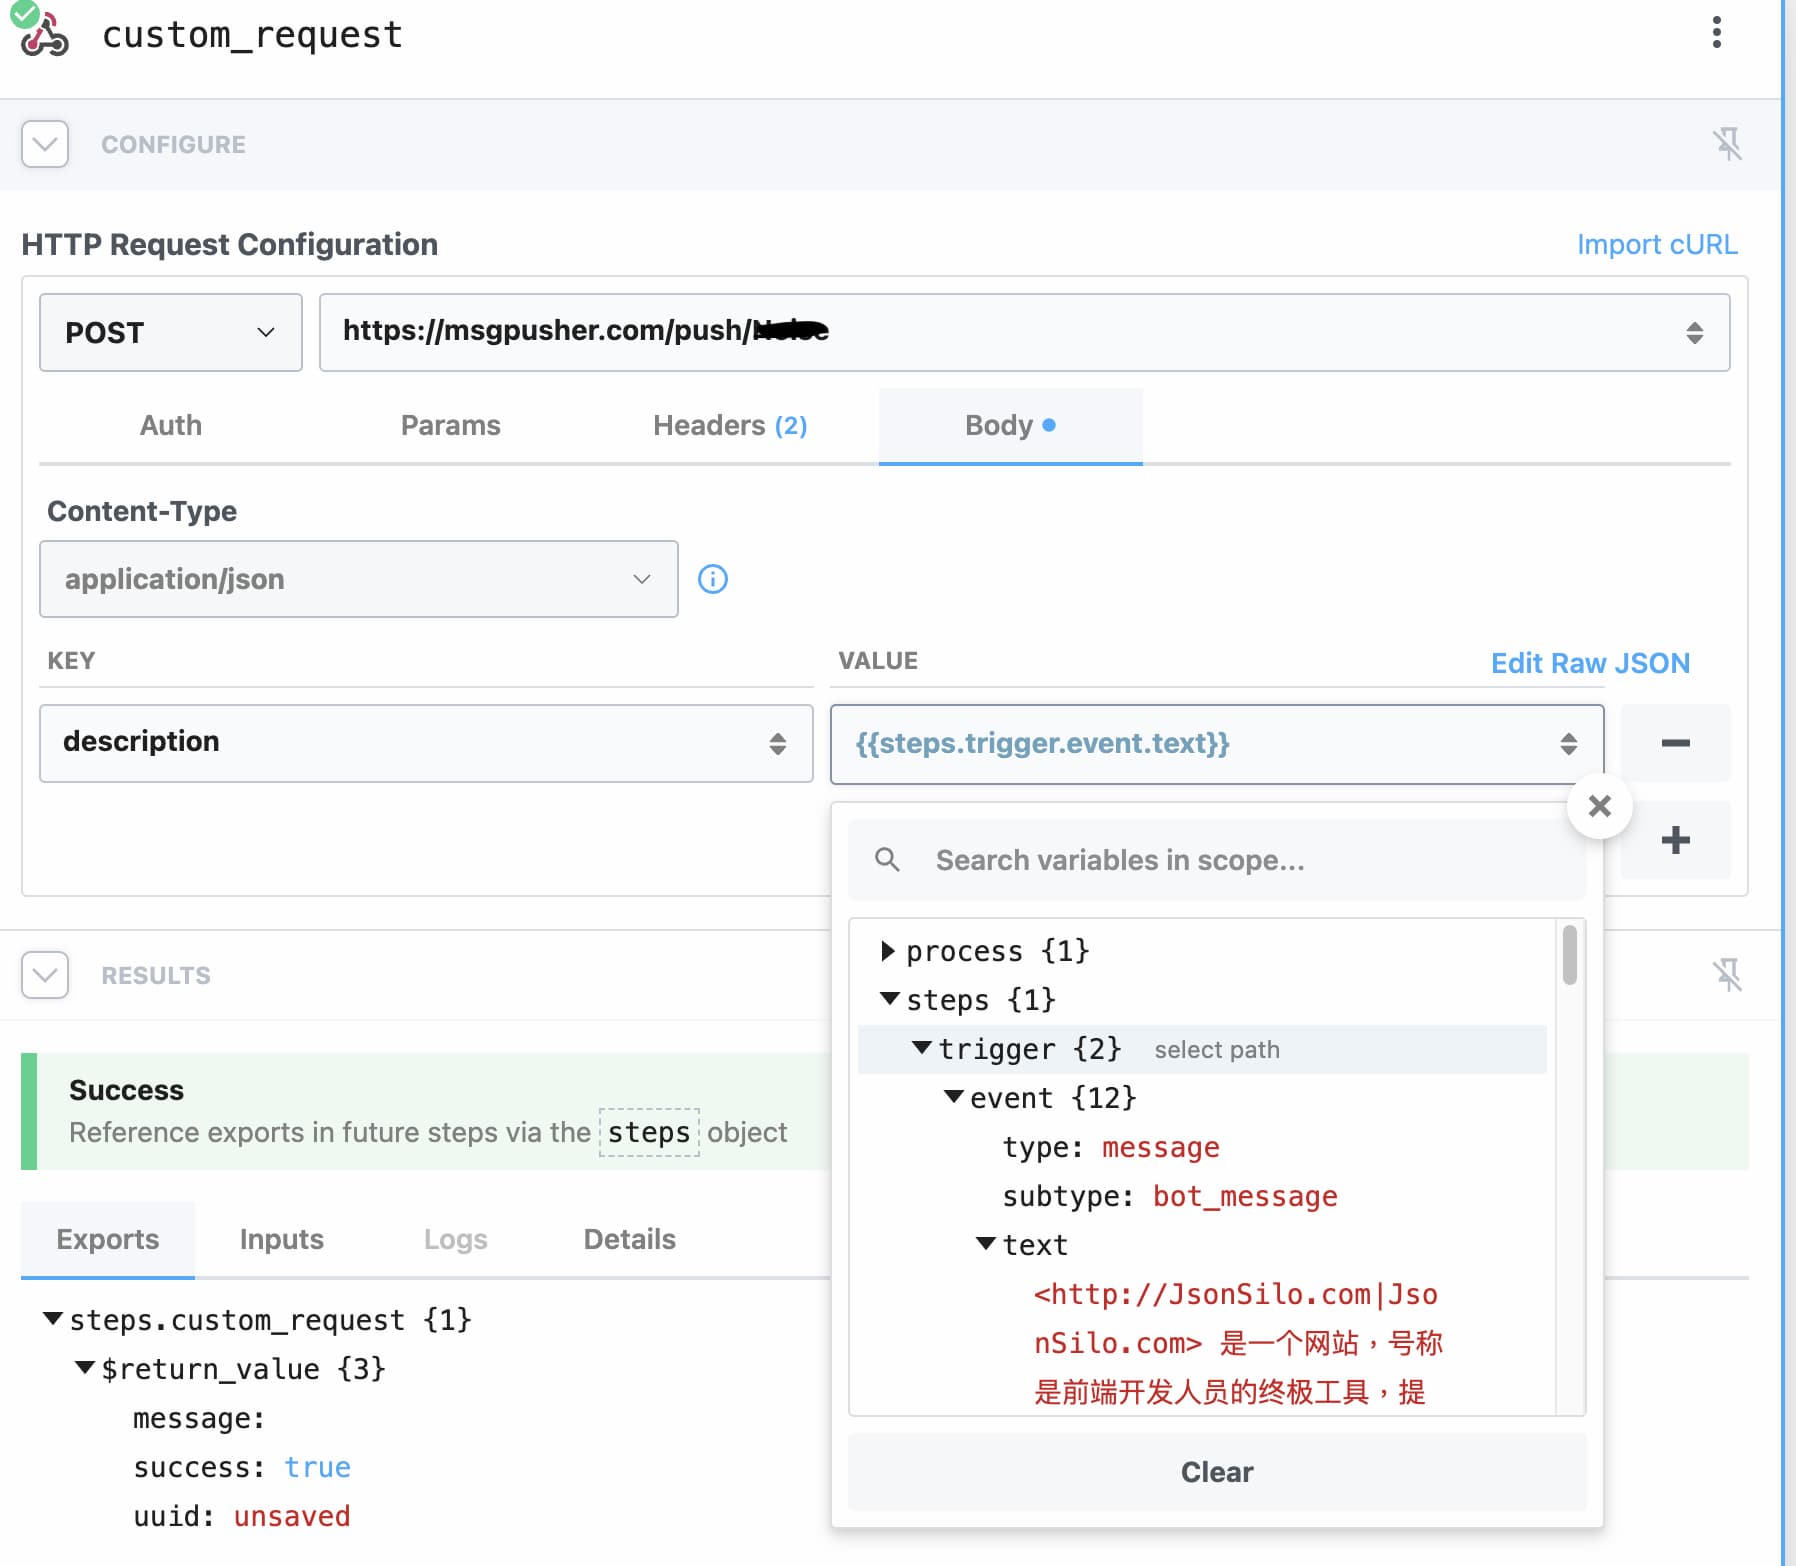 custom_request
CONFIGURE
HTTP Request Configuration
Import cURL
POST
https://msgpusher.com/push/
Auth
Params
Headers (2)
Body
Content-Type
application/json
KEY
VALUE
Edit Raw JSON
description
{{steps.trigger.event.text}}
Search variables in scope...
process {1}
steps {1}
trigger {2} select path
event {12}
type: message
subtype: bot_message
text
<http://JsonSilo.com|Jso
nSilo.com> 是一个网站，号称
是前端开发人员的终极工具，提
Clear
RESULTS
Success
Reference exports in future steps via the steps object
Exports
Inputs
Logs
Details
steps.custom_request {1}
$return_value {3}
message:
success: true
uuid: unsaved